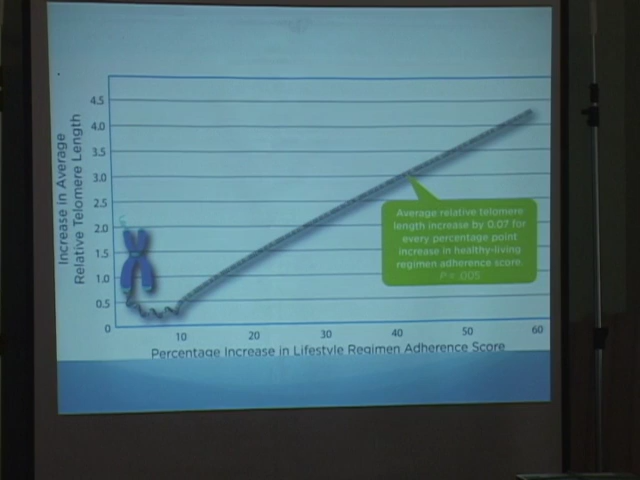 Increase in Average
Relative Telomere Length
4.5
4.0
3.5
3.0
2.5
2.0
1.5
1.0
0.5
0
Average relative telomere
length increase by 0.07 for
every percentage point
increase in healthy-living
regimen adherence score.
P = .005
10
20
30
40
50
60
Percentage Increase in Lifestyle Regimen Adherence Score